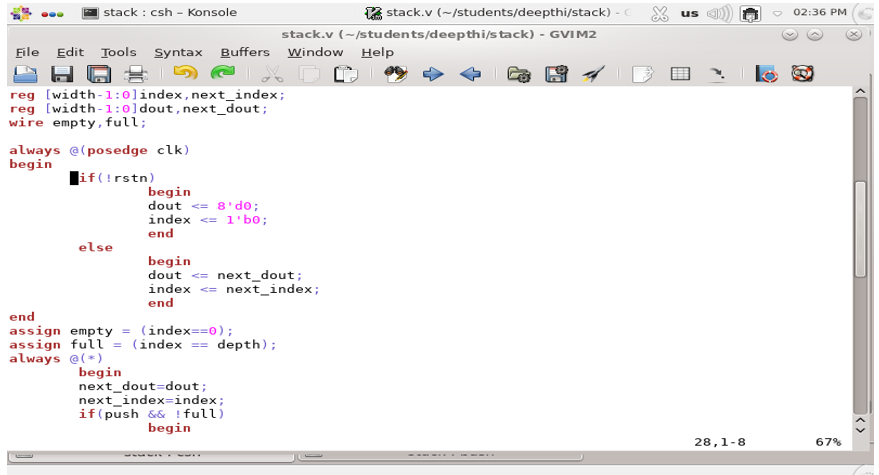 stack : csh – Konsole
stack.v (~/students/deepthi/stack) -
us
02:36 PM
stack.v (~/students/deepthi/stack) - GVIM2
File Edit Tools Syntax Buffers Window Help
reg [width-1:0]index,next_index;
reg [width-1:0]dout,next_dout;
wire empty,full;
always @(posedge clk)
begin
if(!rstn)
begin
dout <= 8'd0;
index <= 1'b0;
end
else
begin
dout <= next_dout;
index <= next_index;
end
end
assign empty = (index==0);
assign full = (index == depth);
always @(*)
begin
next_dout=dout;
next_index=index;
if(push && !full)
begin
28,1-8 67%